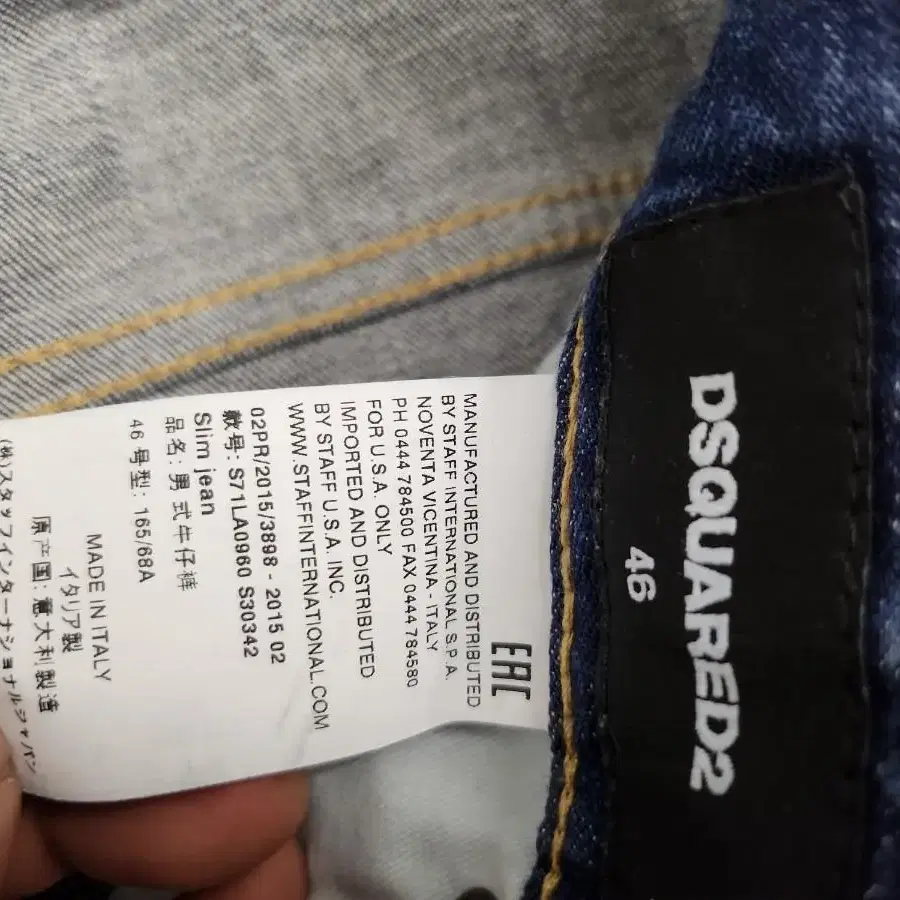 DSQUARED2
46
EAC
MANUFACTURED AND DISTRIBUTED
BY STAFF INTERNATIONAL S.P.A.
NOVENTA VICENTINA - ITALY
PH 0444 784500 FAX 0444 784580
FOR U.S.A. ONLY
IMPORTED AND DISTRIBUTED
BY STAFF U.S.A. INC.
WWW.STAFFINTERNATIONAL.COM
02PR/2015/3898 - 2015 02
款号: S71LA0960 S30342
Slim jean
品名: 男式牛仔裤
46 号型: 165/68A
MADE IN ITALY
イタリア製
原产国: 意大利製造
(株)スタッフインターナショナルジャパン